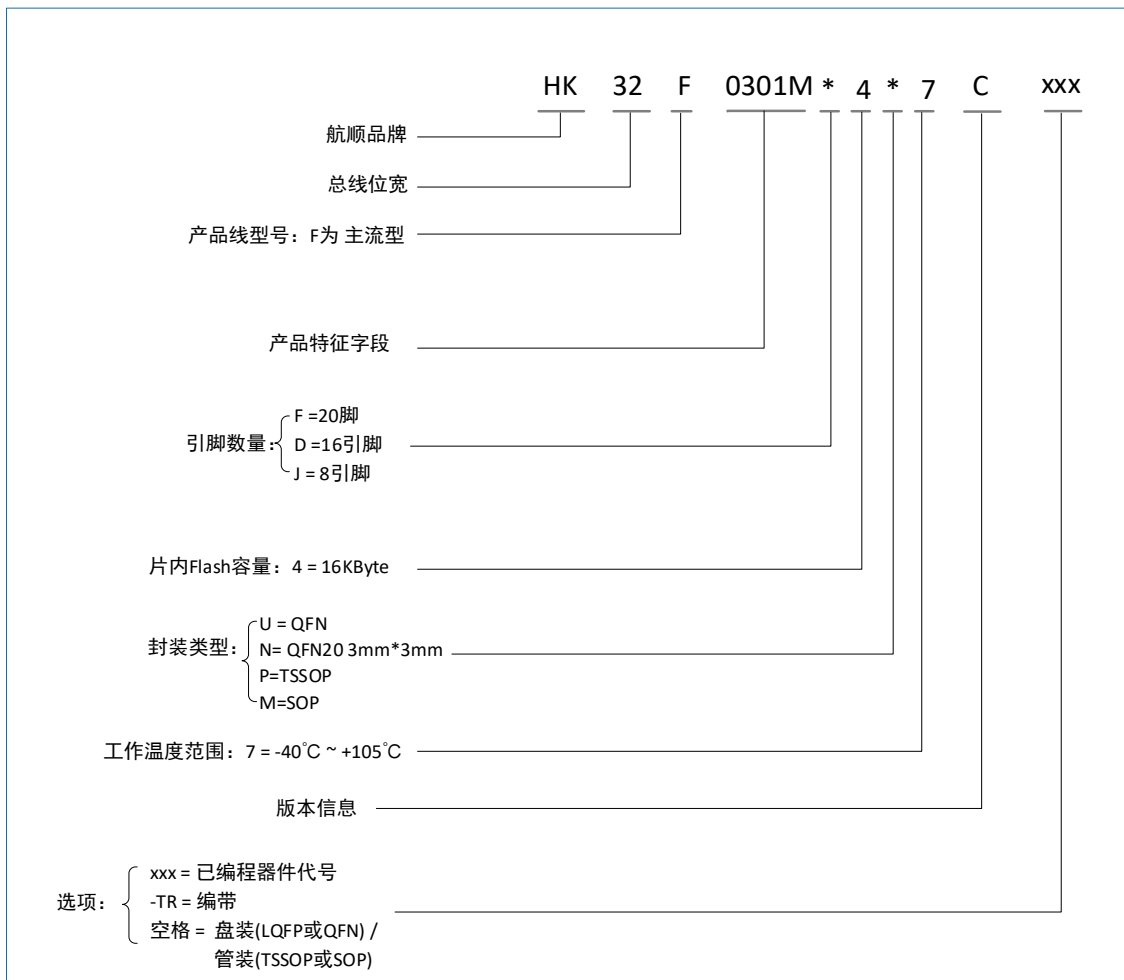 HK 32 F 0301M * 4 * 7 C xxx
航顺品牌
总线位宽
产品线型号：F为 主流型
产品特征字段
F =20脚
引脚数量：
D =16引脚
J = 8引脚
片内Flash容量：4 = 16KByte
U = QFN
封装类型：
N= QFN20 3mm*3mm
P=TSSOP
M=SOP
工作温度范围：7 = -40℃ ~ +105℃
版本信息
xxx = 已编程器件代号
选项：
-TR = 编带
空格 = 盘装(LQFP或QFN) /
管装(TSSOP或SOP)